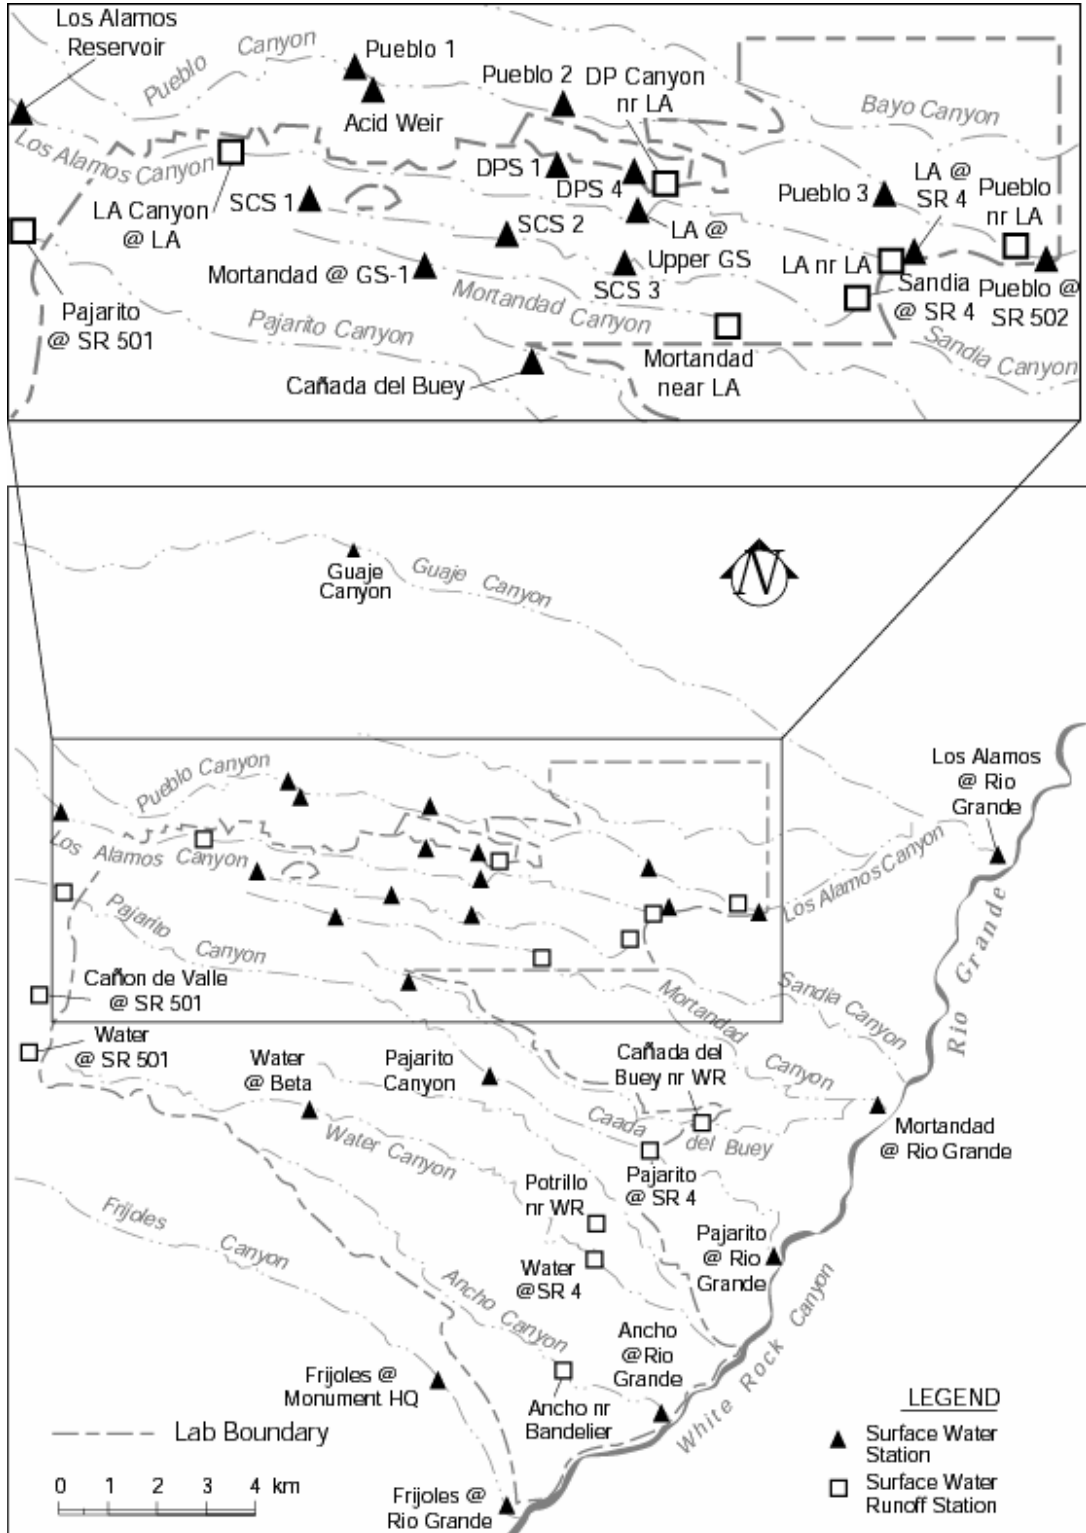 Los Alamos
Reservoir
Pueblo Canyon
Pueblo 1
Acid Weir
Pueblo 2
DP Canyon
nr LA
Bayo Canyon
Los Alamos Canyon
LA Canyon
@ LA
SCS 1
DPS 1
DPS 4
SCS 2
LA @
Upper GS
SCS 3
Pueblo 3
LA @
SR 4
Pueblo
nr LA
LA nr LA
Sandia
@ SR 4
Pueblo @
SR 502
Pajarito
@ SR 501
Mortandad @ GS-1
Mortandad Canyon
Pajarito Canyon
Cañada del Buey
Mortandad
near LA
Sandia Canyon
Guaje
Canyon
Guaje Canyon
N
Pueblo Canyon
Los Alamos Canyon
Los Alamos
@ Rio
Grande
Los Alamos Canyon
Pajarito Canyon
Cañon de Valle
@ SR 501
Water
@ SR 501
Water
@ Beta
Pajarito
Canyon
Mortandad Canyon
Sandia Canyon
Rio Grande
Cañada del
Buey nr WR
Caada del Buey
Mortandad
@ Rio Grande
Water Canyon
Pajarito
@ SR 4
Potrillo
nr WR
Water
@SR 4
Pajarito
@ Rio
Grande
Frijoles Canyon
Ancho Canyon
Ancho
@Rio
Grande
White Rock Canyon
Frijoles @
Monument HQ
Ancho nr
Bandelier
Frijoles @
Rio Grande
Lab Boundary
0 1 2 3 4 km
LEGEND
Surface Water
Station
Surface Water
Runoff Station